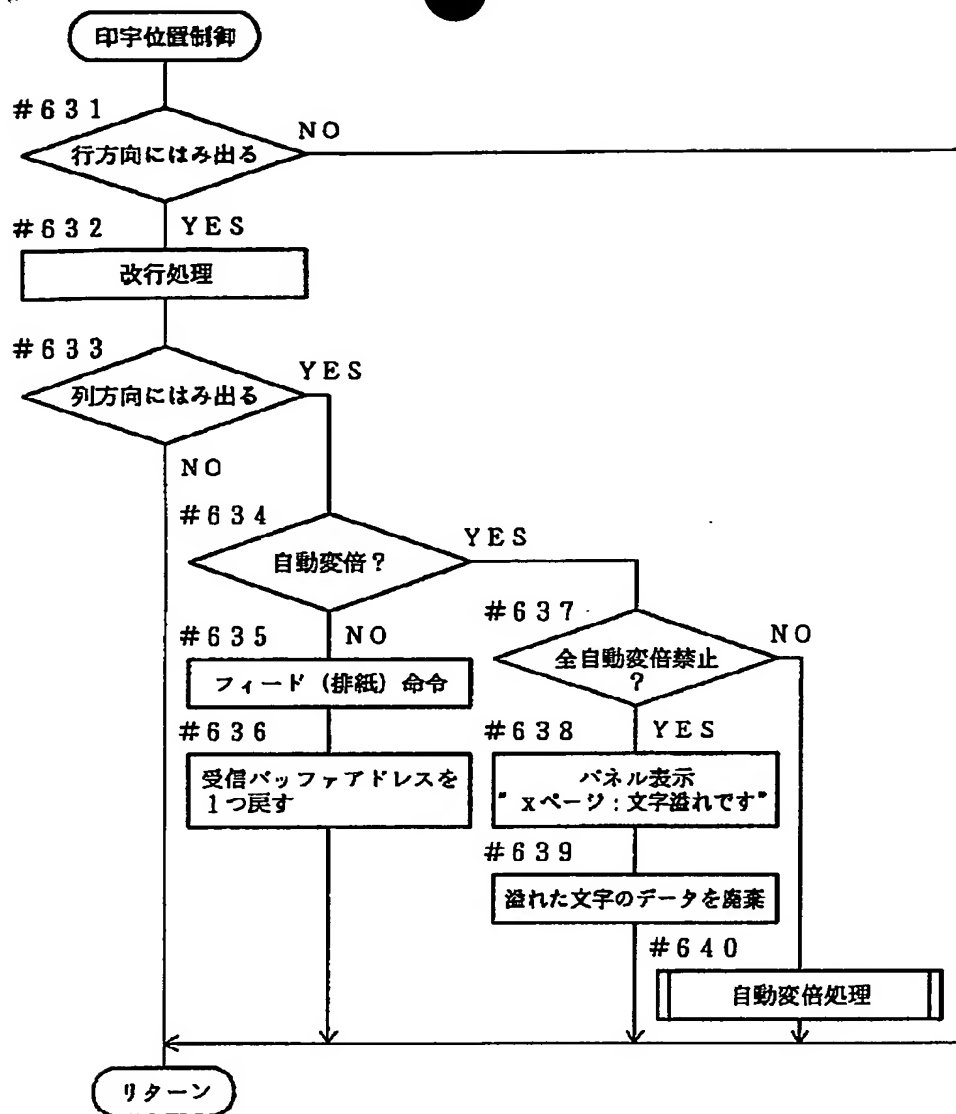 印字位置制御
#631
NO
行方向にはみ出る
#632
YES
改行処理
#633
YES
列方向にはみ出る
NO
#634
YES
自動変倍?
#637
NO
#635
NO
全自動変倍禁止
?
フィード(排紙)命令
#636
#638
YES
受信バッファアドレスを
1つ戻す
パネル表示
"xページ:文字溢れです"
#639
溢れた文字のデータを廃棄
#640
自動変倍処理
リターン